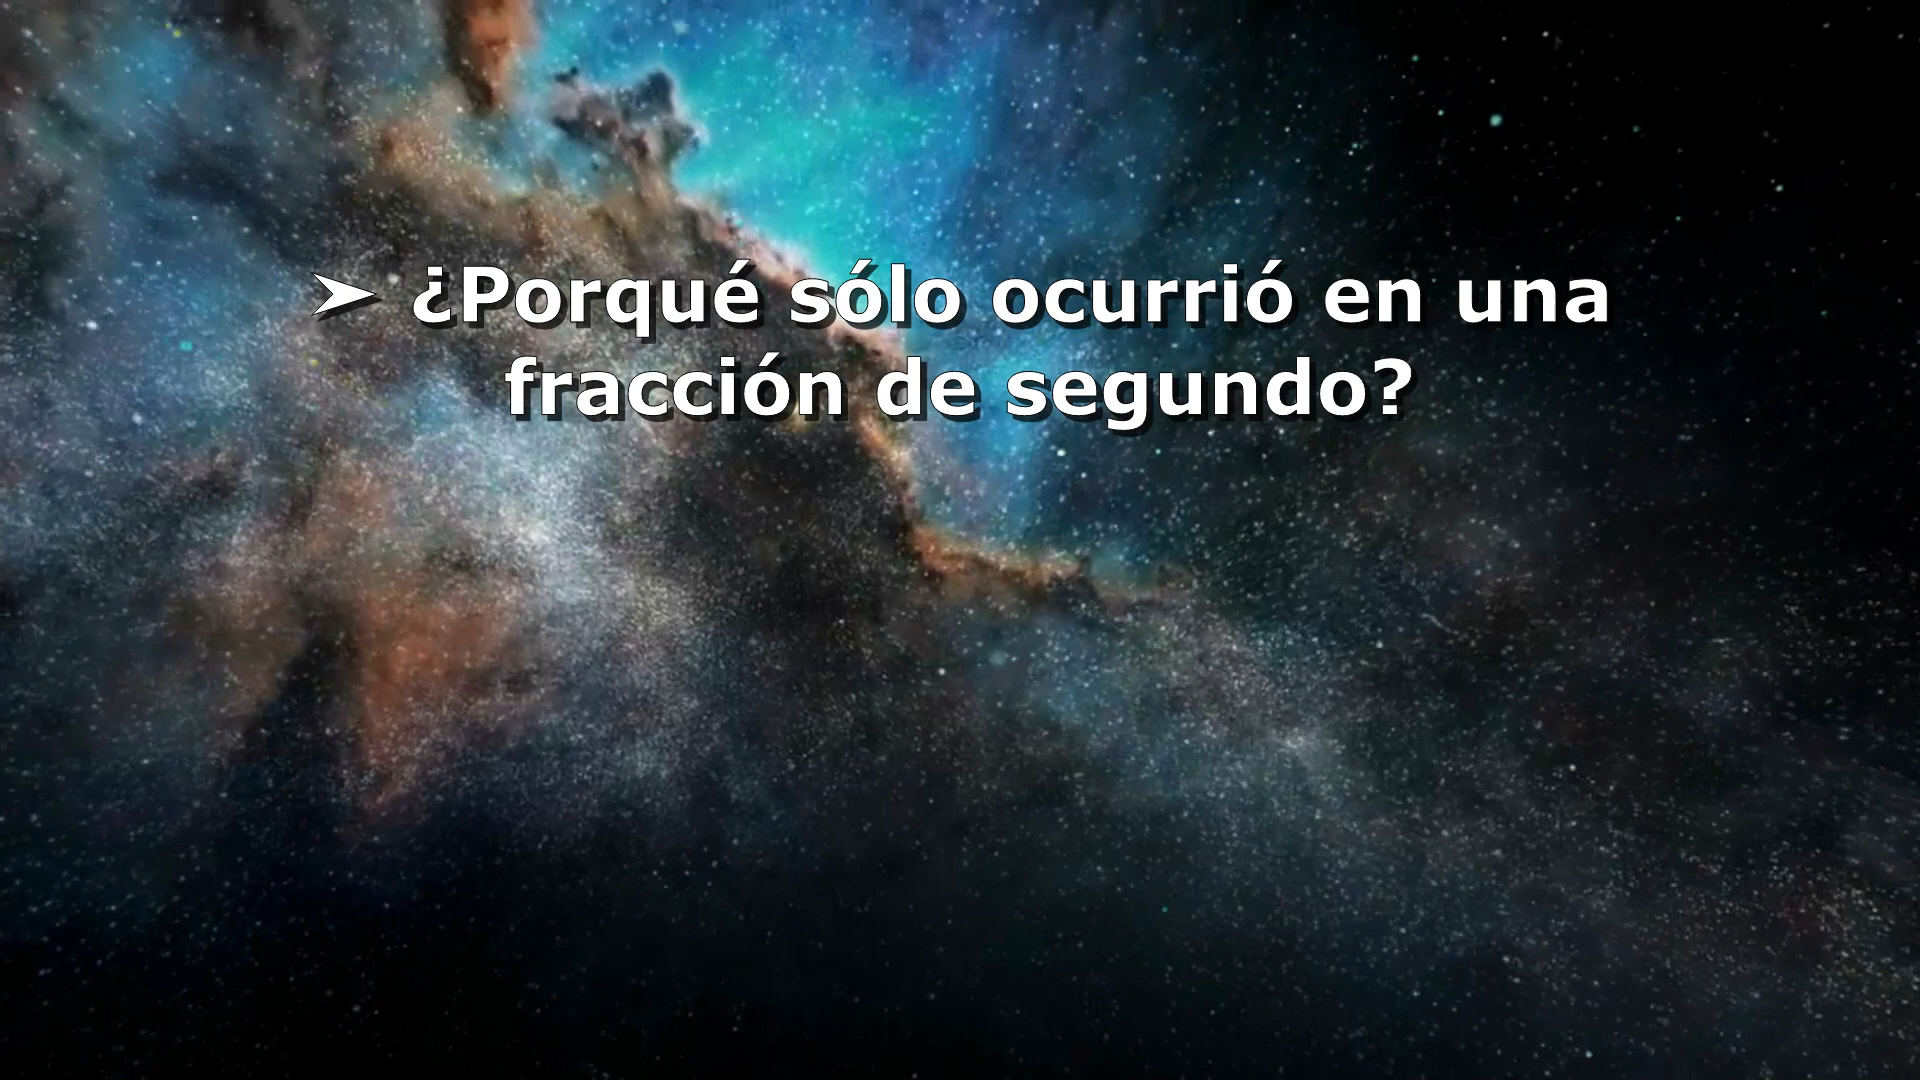 ➤ ¿Porqué sólo ocurrió en una
fracción de segundo?